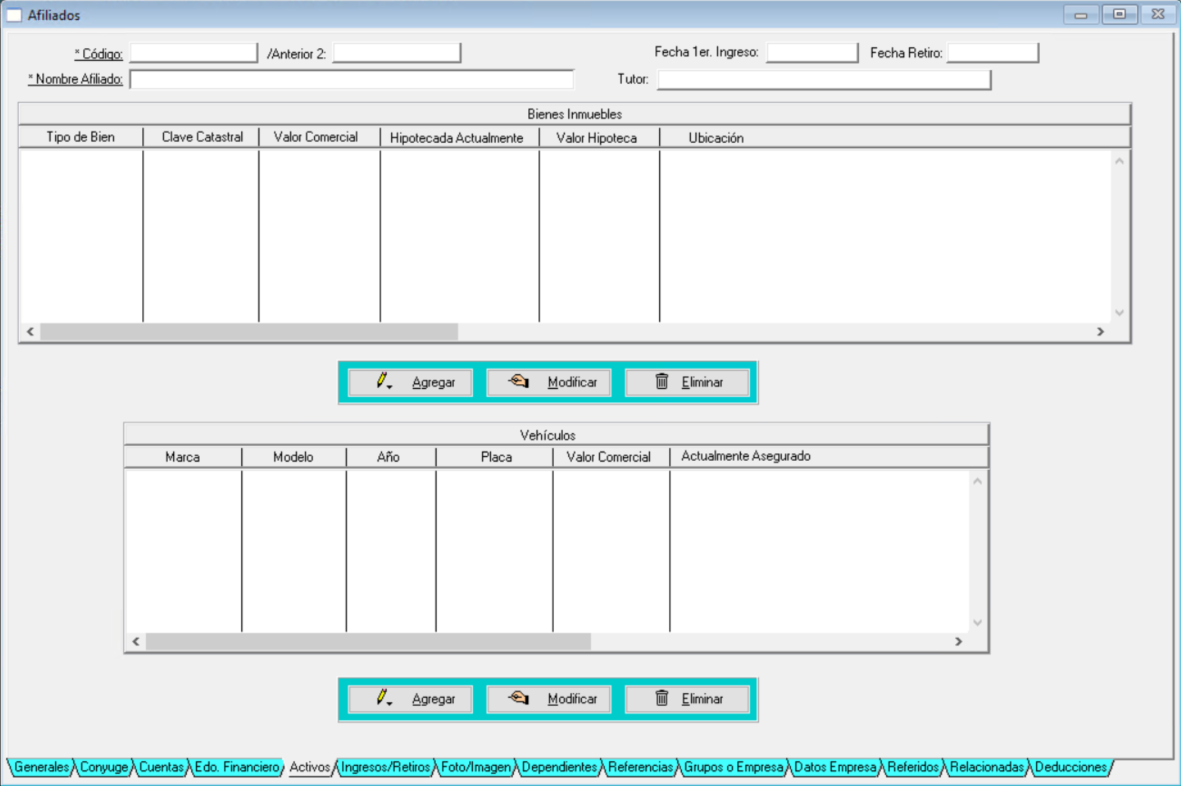 Afiliados
* Código: /Anterior 2: Fecha 1er. Ingreso: Fecha Retiro:
* Nombre Afiliado: Tutor:
Bienes Inmuebles
Tipo de Bien Clave Catastral Valor Comercial Hipotecada Actualmente Valor Hipoteca Ubicación
Agregar Modificar Eliminar
Vehículos
Marca Modelo Año Placa Valor Comercial Actualmente Asegurado
Agregar Modificar Eliminar
Generales Conyuge Cuentas Edo. Financiero Activos Ingresos/Retiros Foto/Imagen Dependientes Referencias Grupos o Empresa Datos Empresa Referidos Relacionadas Deducciones